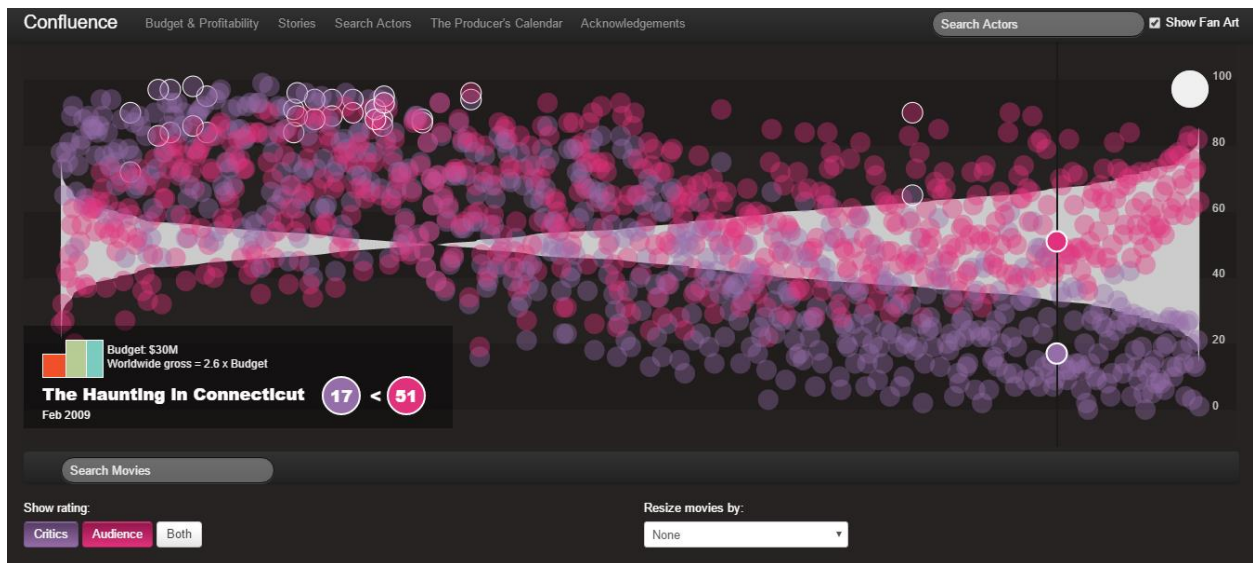 Confluence Budget & Profitability Stories Search Actors The Producer's Calendar Acknowledgements Search Actors Show Fan Art
100
80
60
40
20
0
Budget: $30M
Worldwide gross = 2.6 x Budget
The Haunting in Connecticut 17 < 51
Feb 2009
Search Movies
Show rating: Resize movies by:
Critics Audience Both None